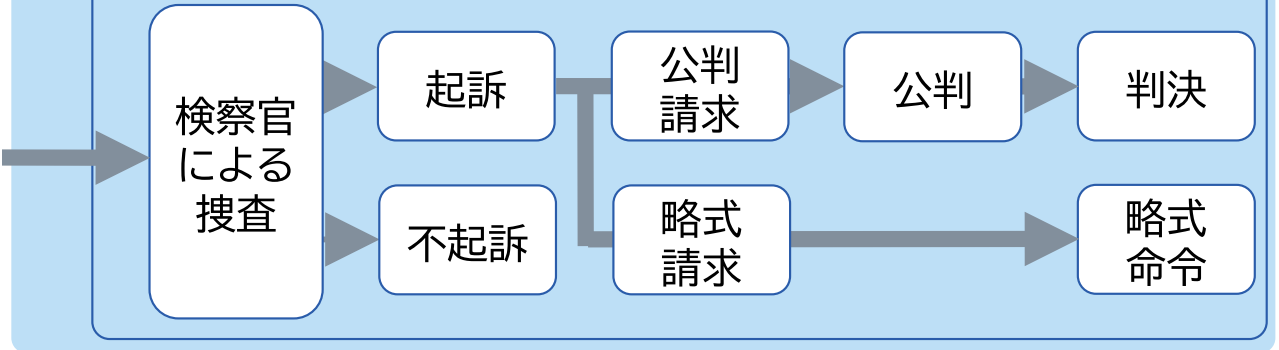 検察官
による
捜査
起訴
公判
請求
公判
判決
不起訴
略式
請求
略式
命令